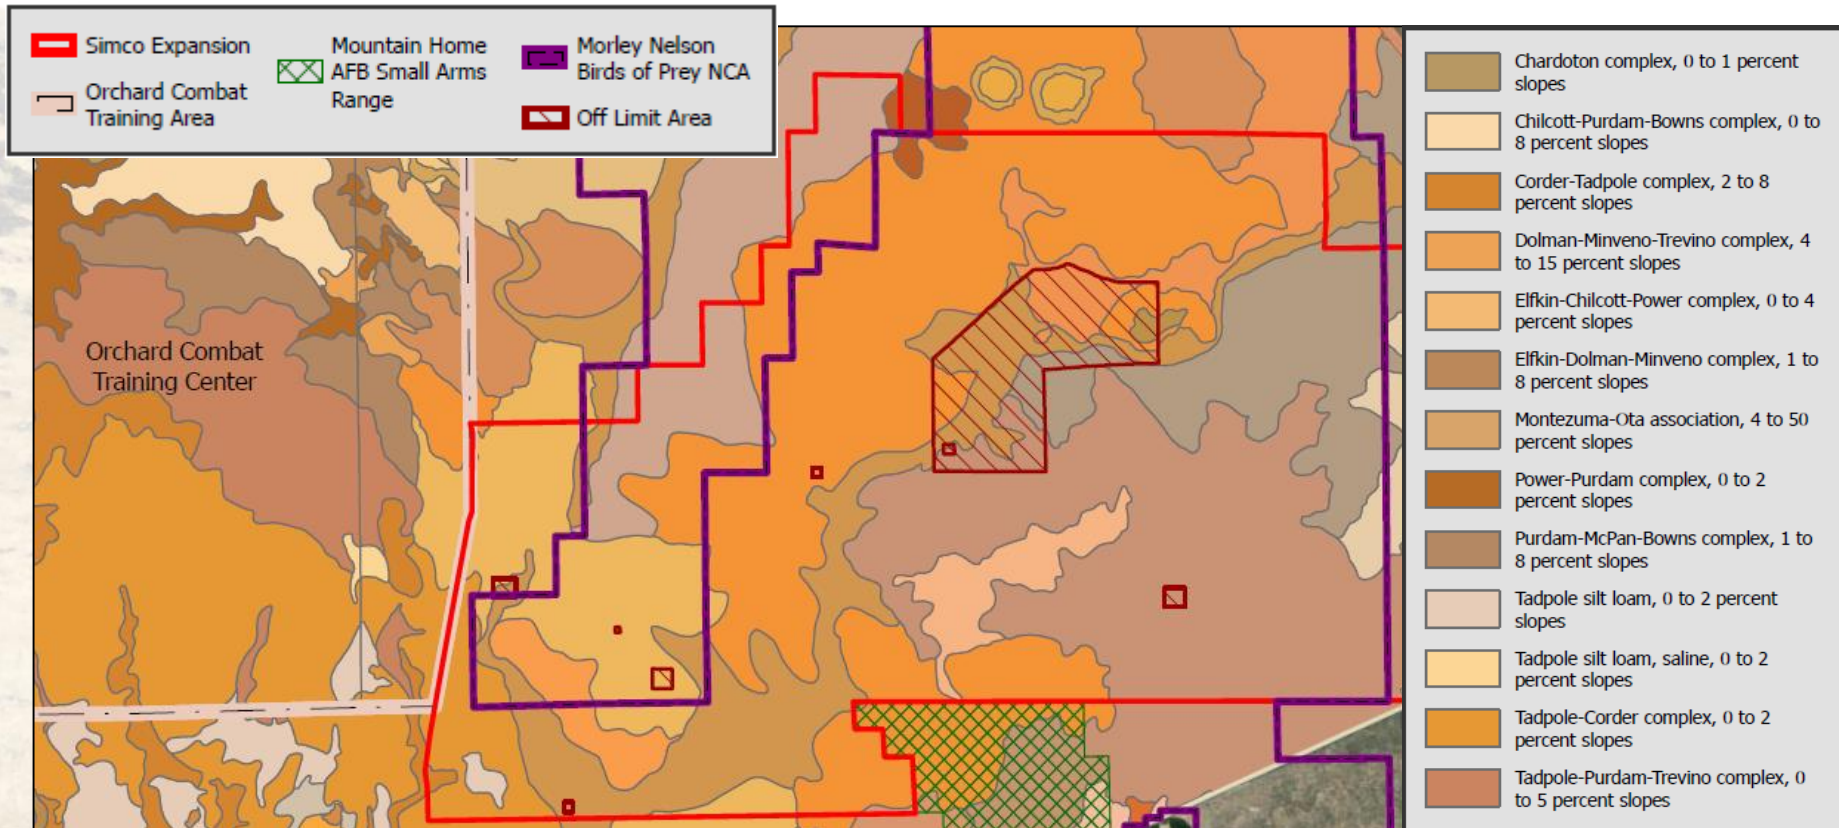 Simco Expansion
Orchard Combat
Training Area
Mountain Home
AFB Small Arms
Range
Morley Nelson
Birds of Prey NCA
Off Limit Area
Orchard Combat
Training Center
Chardoton complex, 0 to 1 percent
slopes
Chilcott-Purdam-Bowns complex, 0 to
8 percent slopes
Corder-Tadpole complex, 2 to 8
percent slopes
Dolman-Minveno-Trevino complex, 4
to 15 percent slopes
Elfkin-Chilcott-Power complex, 0 to 4
percent slopes
Elfkin-Dolman-Minveno complex, 1 to
8 percent slopes
Montezuma-Ota association, 4 to 50
percent slopes
Power-Purdam complex, 0 to 2
percent slopes
Purdam-McPan-Bowns complex, 1 to
8 percent slopes
Tadpole silt loam, 0 to 2 percent
slopes
Tadpole silt loam, saline, 0 to 2
percent slopes
Tadpole-Corder complex, 0 to 2
percent slopes
Tadpole-Purdam-Trevino complex, 0
to 5 percent slopes